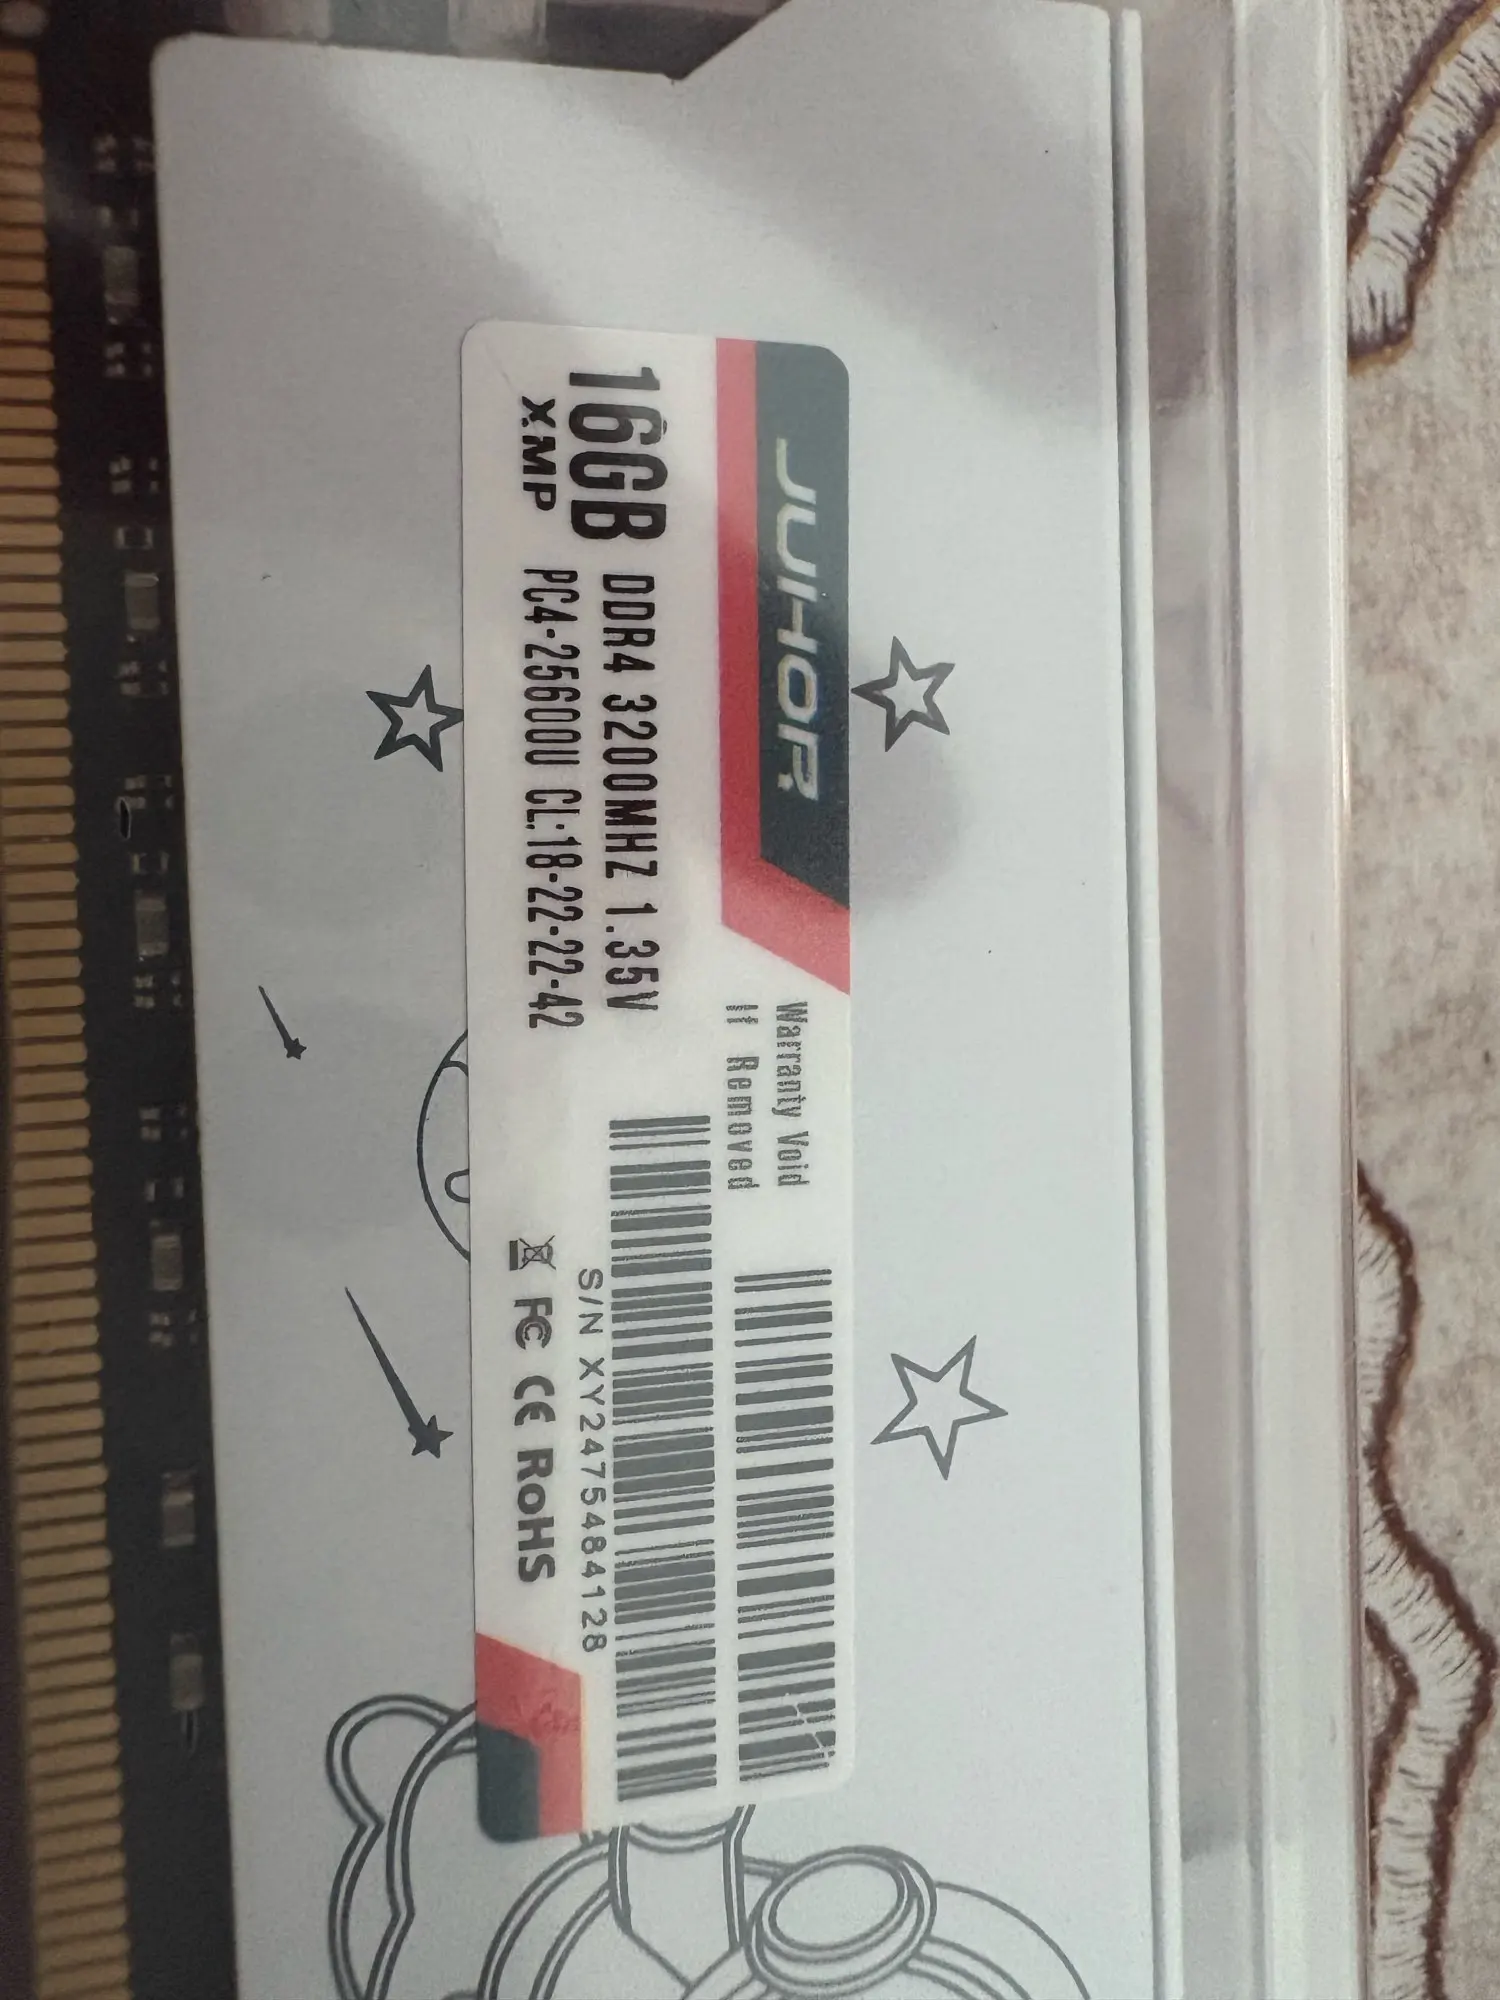 JUHOR
Warranty Void
If Removed
16GB DDR4 3200MHZ 1.35V
XMP PC4-25600U CL:18-22-22-42
S/N XY2475484128
FC CE RoHS